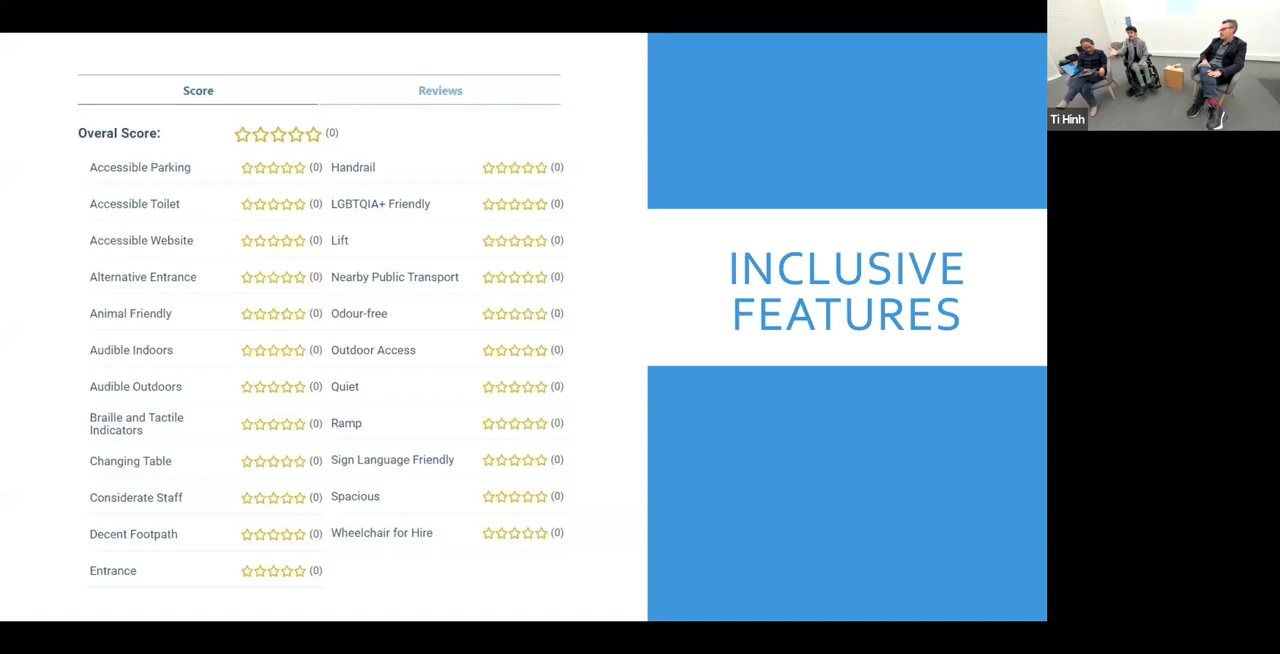 Score
Reviews
Overal Score:
(0)
Accessible Parking (0)
Accessible Toilet (0)
Accessible Website (0)
Alternative Entrance (0)
Animal Friendly (0)
Audible Indoors (0)
Audible Outdoors (0)
Braille and Tactile
Indicators (0)
Changing Table (0)
Considerate Staff (0)
Decent Footpath (0)
Entrance (0)
Handrail (0)
LGBTQIA+ Friendly (0)
Lift (0)
Nearby Public Transport (0)
Odour-free (0)
Outdoor Access (0)
Quiet (0)
Ramp (0)
Sign Language Friendly (0)
Spacious (0)
Wheelchair for Hire (0)
INCLUSIVE
FEATURES
Ti Hinh